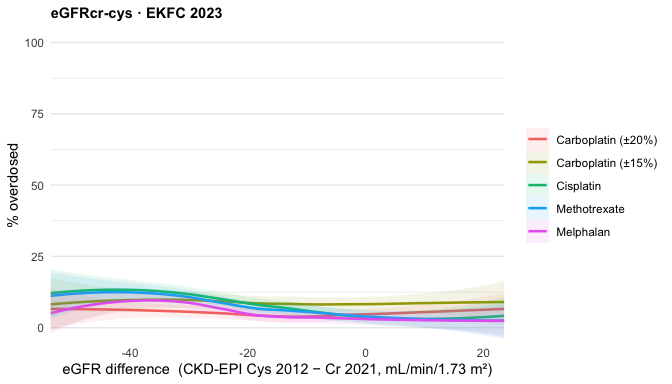 eGFRcr-cys · EKFC 2023
100
75
50
25
0
% overdosed
-40
-20
0
20
eGFR difference (CKD-EPI Cys 2012 − Cr 2021, mL/min/1.73 m²)
Carboplatin (±20%)
Carboplatin (±15%)
Cisplatin
Methotrexate
Melphalan